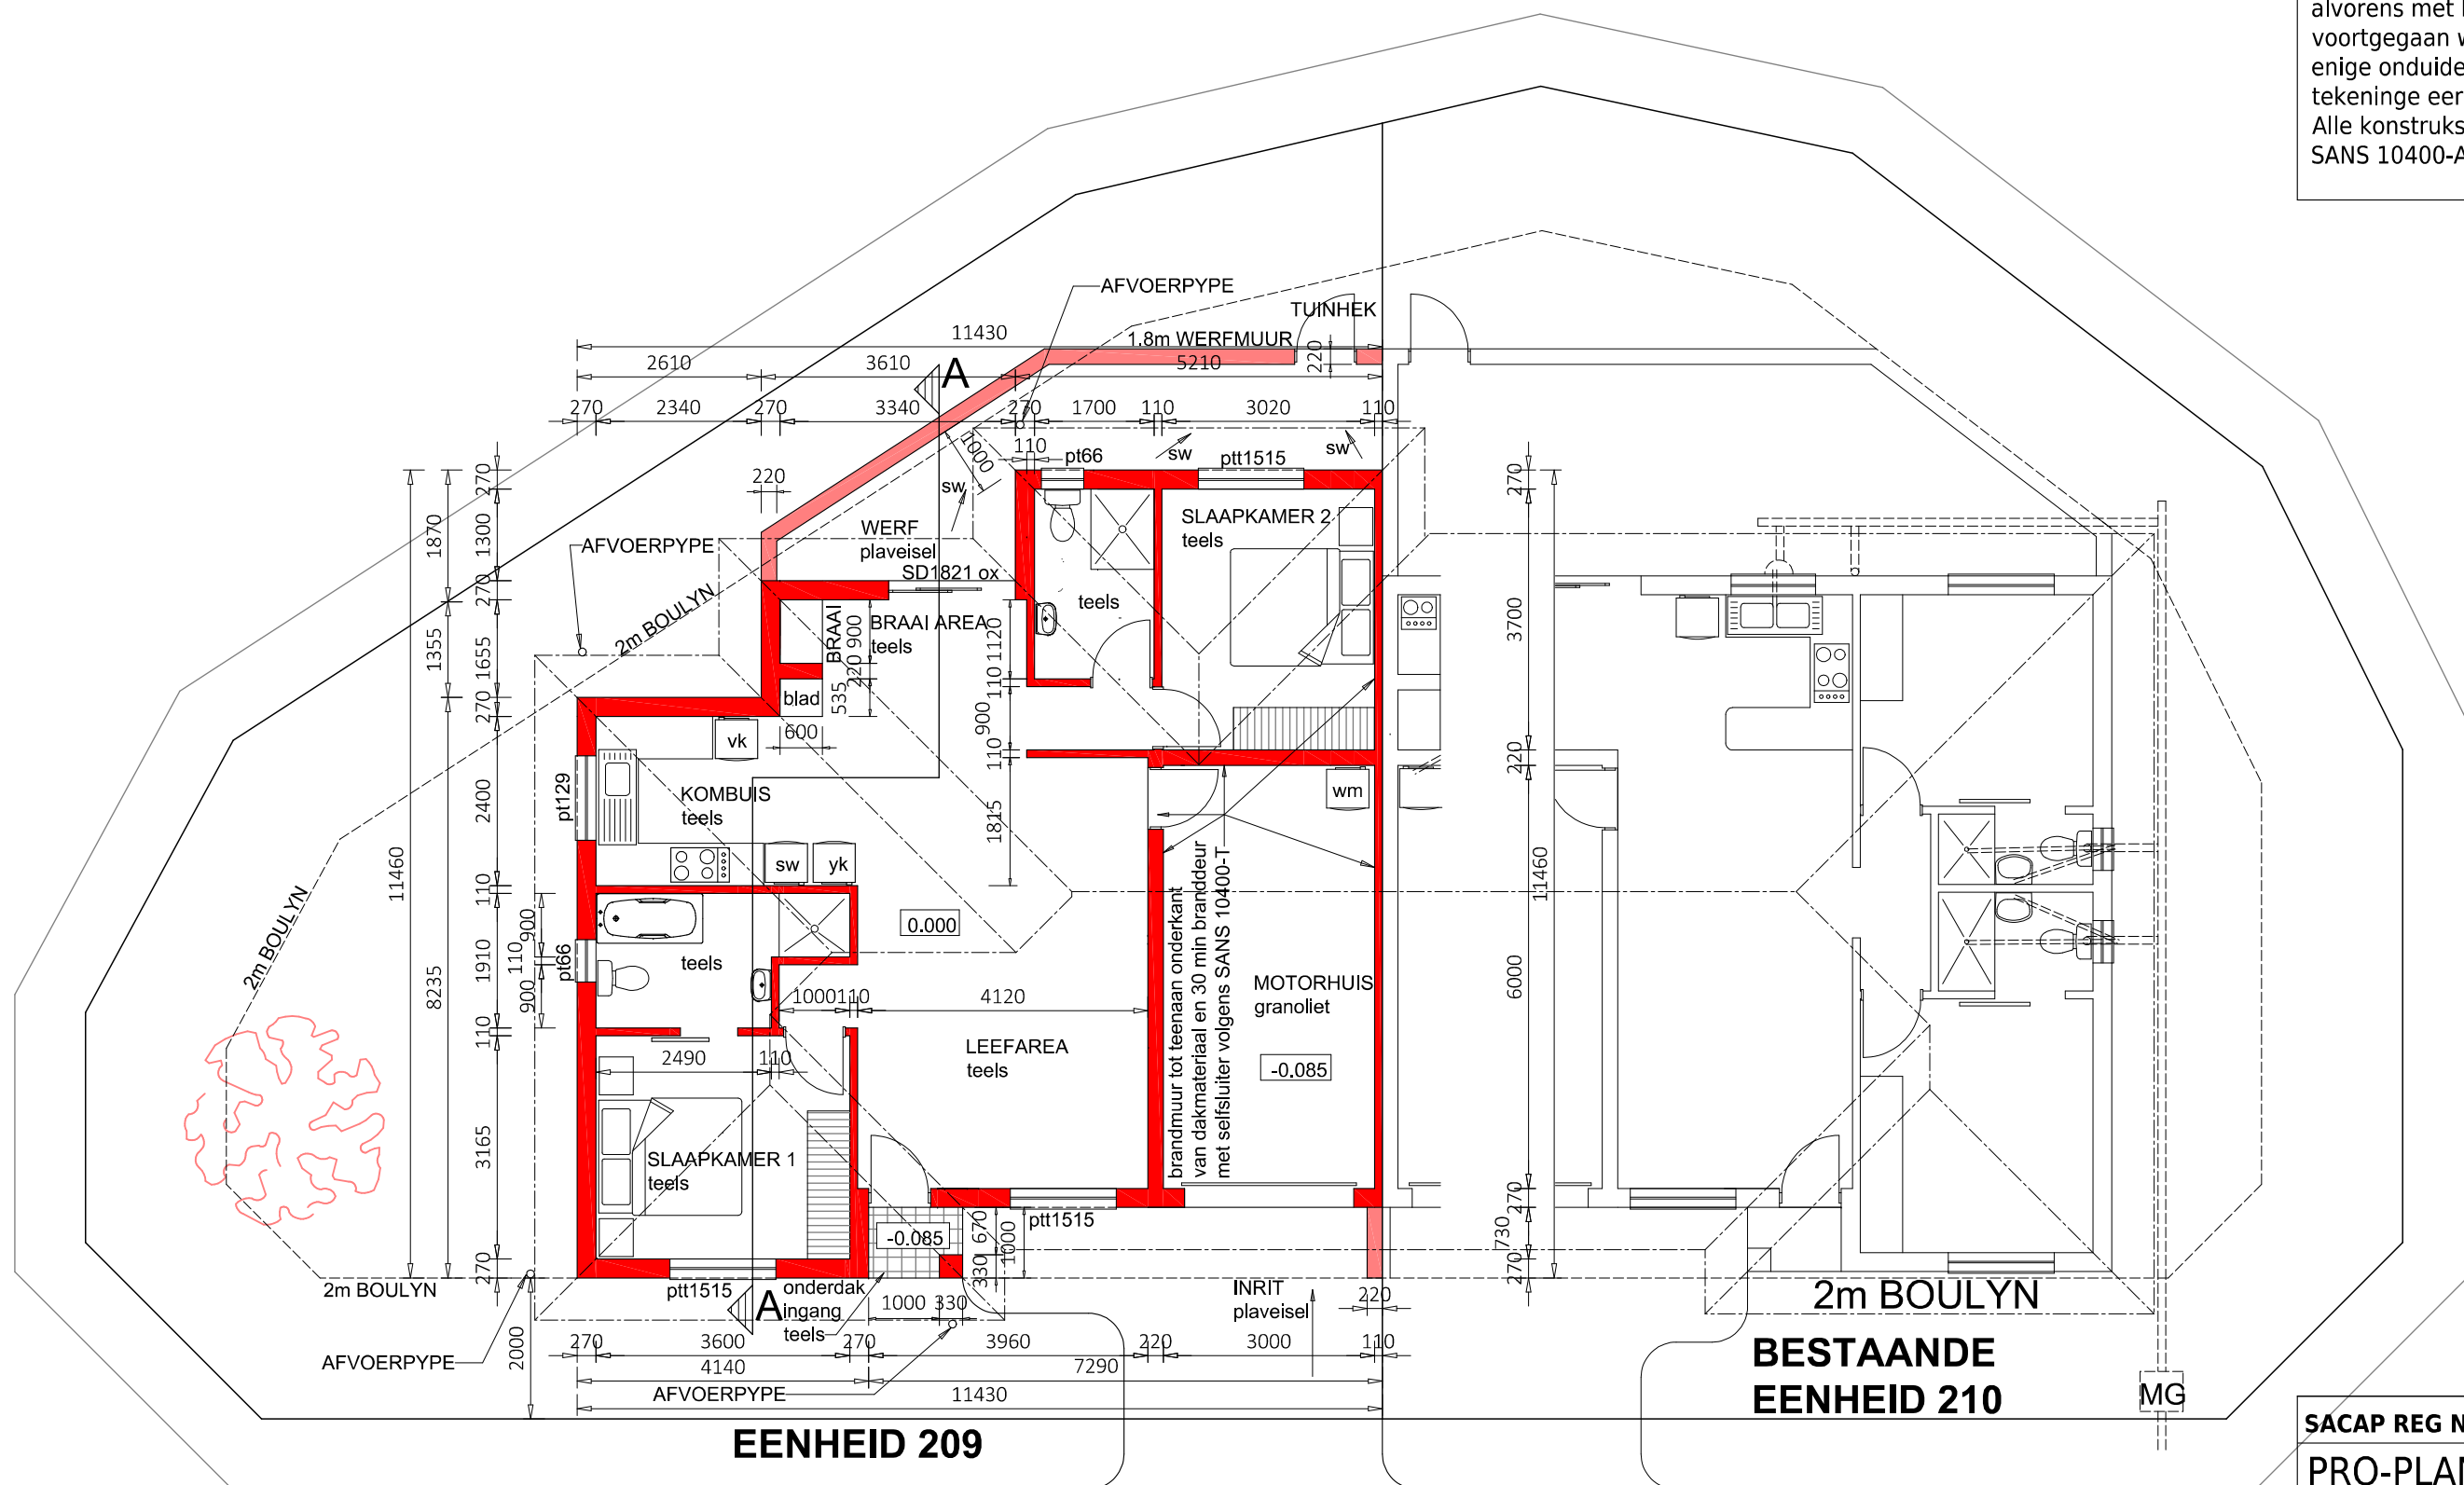 alvorens met
voortgegaan
enige onduide
tekeninge eer
Alle konstruks
SANS 10400-A
AFVOERPYPE
TUINHEK
1.8m WERFMUUR
11430
2610
3610
5210
220
A
270
2340
270
3340
270
1700
110
3020
110
110
pt66
sw
ptt1515
sw
1000
sw
220
WERF
plaveisel
SD1821 ox
AFVOERPYPE
2m BOULYN
SLAAPKAMER 2
teels
teels
BRAAI
BRAAI AREA
teels
900
220
535
blad
600
1120
110
900
110
1815
270
1300
270
1655
270
2400
110
1910
110
3165
270
1870
1355
8235
11460
900
110
900
vk
KOMBUIS
teels
pt129
sw
yk
wm
0.000
teels
pt66
1000
110
4120
2490
110
LEEFAREA
teels
brandmuur tot teenaan onderkant
van dakmateriaal en 30 min branddeur
met selfsluiter volgens SANS 10400-T
MOTORHUIS
granoliet
-0.085
SLAAPKAMER 1
teels
-0.085
670
330
1000
ptt1515
ptt1515
A
onderdak
ingang
teels
1000
330
INRIT
plaveisel
220
2m BOULYN
2m BOULYN
2000
AFVOERPYPE
270
3600
270
3960
220
3000
110
4140
7290
AFVOERPYPE
11430
EENHEID 209
270
3700
220
6000
270
730
270
11460
2m BOULYN
BESTAANDE
EENHEID 210
MG
SACAP REG N
PRO-PLAN